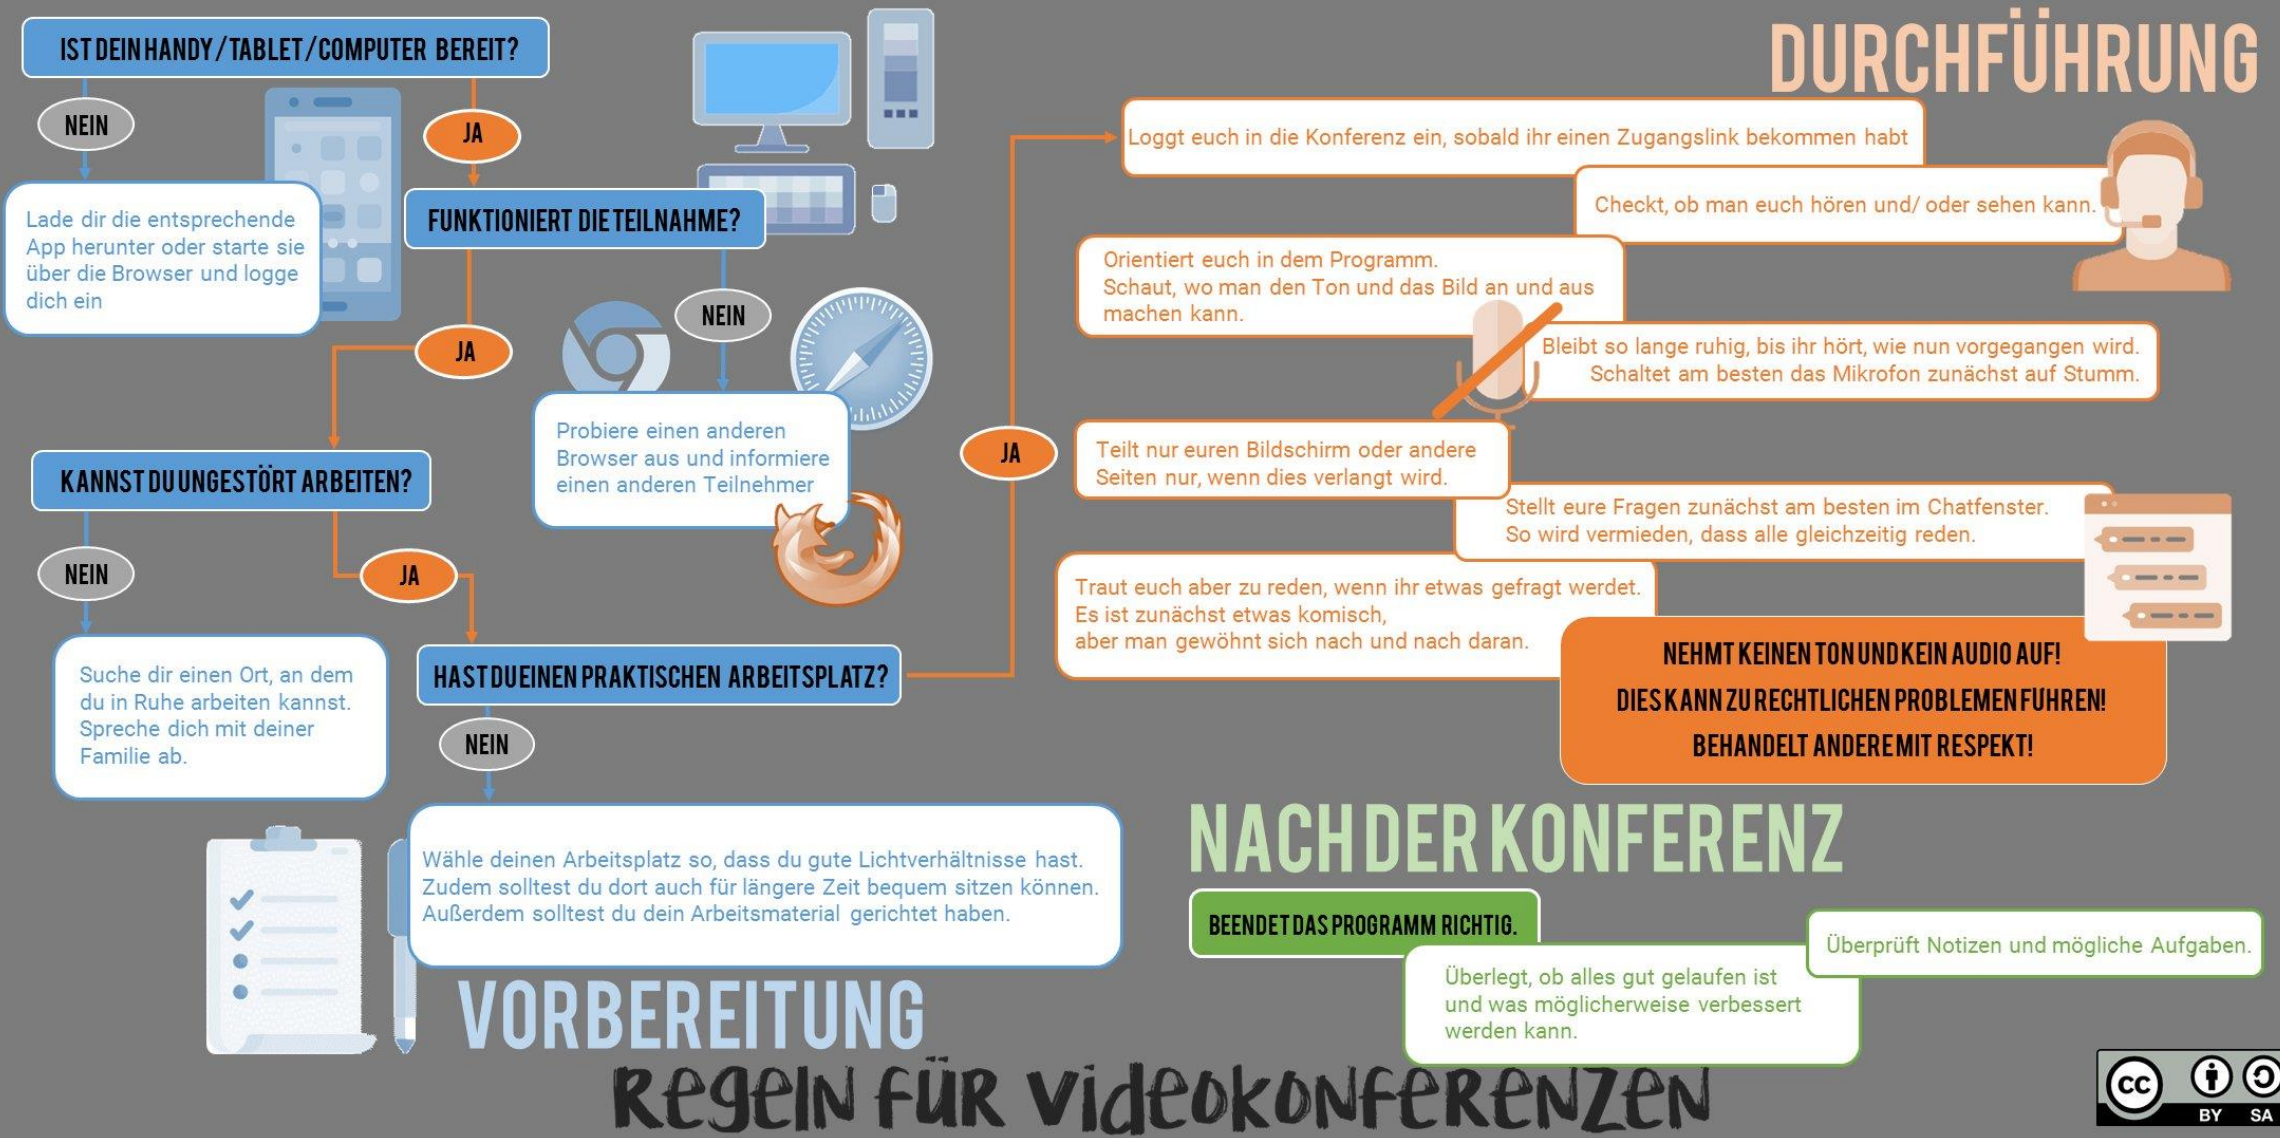 IST DEIN HANDY/TABLET/COMPUTER BEREIT?
NEIN
JA
Lade dir die entsprechende
App herunter oder starte sie
über die Browser und logge
dich ein
FUNKTIONIERT DIE TEILNAHME?
JA
NEIN
Probiere einen anderen
Browser aus und informiere
einen anderen Teilnehmer
KANNST DU UNGESTÖRT ARBEITEN?
NEIN
JA
Suche dir einen Ort, an dem
du in Ruhe arbeiten kannst.
Spreche dich mit deiner
Familie ab.
HAST DU EINEN PRAKTISCHEN ARBEITSPLATZ?
NEIN
JA
Wähle deinen Arbeitsplatz so, dass du gute Lichtverhältnisse hast.
Zudem solltest du dort auch für längere Zeit bequem sitzen können.
Außerdem solltest du dein Arbeitsmaterial gerichtet haben.
VORBEREITUNG
DURCHFÜHRUNG
Loggt euch in die Konferenz ein, sobald ihr einen Zugangslink bekommen habt
Checkt, ob man euch hören und/ oder sehen kann.
Orientiert euch in dem Programm.
Schaut, wo man den Ton und das Bild an und aus
machen kann.
Bleibt so lange ruhig, bis ihr hört, wie nun vorgegangen wird.
Schaltet am besten das Mikrofon zunächst auf Stumm.
Teilt nur euren Bildschirm oder andere
Seiten nur, wenn dies verlangt wird.
Stellt eure Fragen zunächst am besten im Chatfenster.
So wird vermieden, dass alle gleichzeitig reden.
Traut euch aber zu reden, wenn ihr etwas gefragt werdet.
Es ist zunächst etwas komisch,
aber man gewöhnt sich nach und nach daran.
NEHMT KEINEN TON UND KEIN AUDIO AUF!
DIES KANN ZU RECHTLICHEN PROBLEMEN FÜHREN!
BEHANDELT ANDERE MIT RESPEKT!
NACH DER KONFERENZ
BEENDET DAS PROGRAMM RICHTIG.
Überlegt, ob alles gut gelaufen ist
und was möglicherweise verbessert
werden kann.
Überprüft Notizen und mögliche Aufgaben.
REGELN FÜR VIDEOKONFERENZEN
CC
BY SA